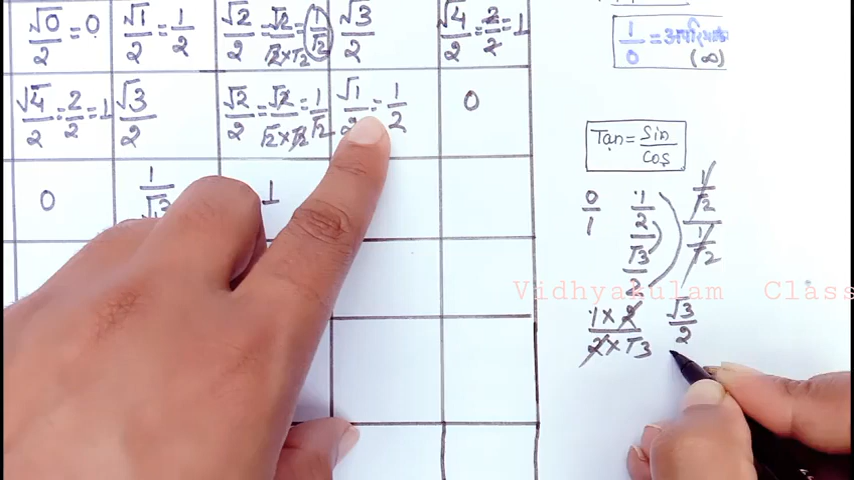 √0/2 = 0 √1/2 = 1/2 √2/2 = √2/√2×√2 = 1/√2 √3/2 √4/2 = 2/2 = 1
√4/2 = 2/2 = 1 √3/2 √2/2 = √2/√2×√2 = 1/√2 √1/2 = 1/2 0
0 1/√3 1
1/0 =
(∞)
Tan = Sin/Cos
0/1 1/2/√3/2 1/√2/1/√2
1×2/2×√3 √3/2
Vidhyakulam Class